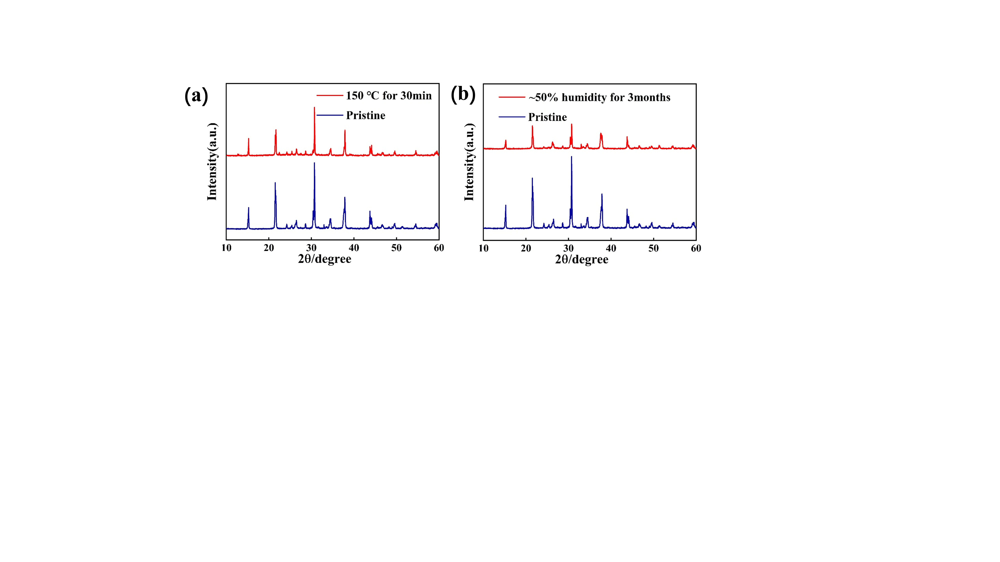 (a)
150 ℃ for 30min
Pristine
Intensity(a.u.)
10 20 30 40 50 60
2θ/degree
(b)
~50% humidity for 3months
Pristine
Intensity(a.u.)
10 20 30 40 50 60
2θ/degree